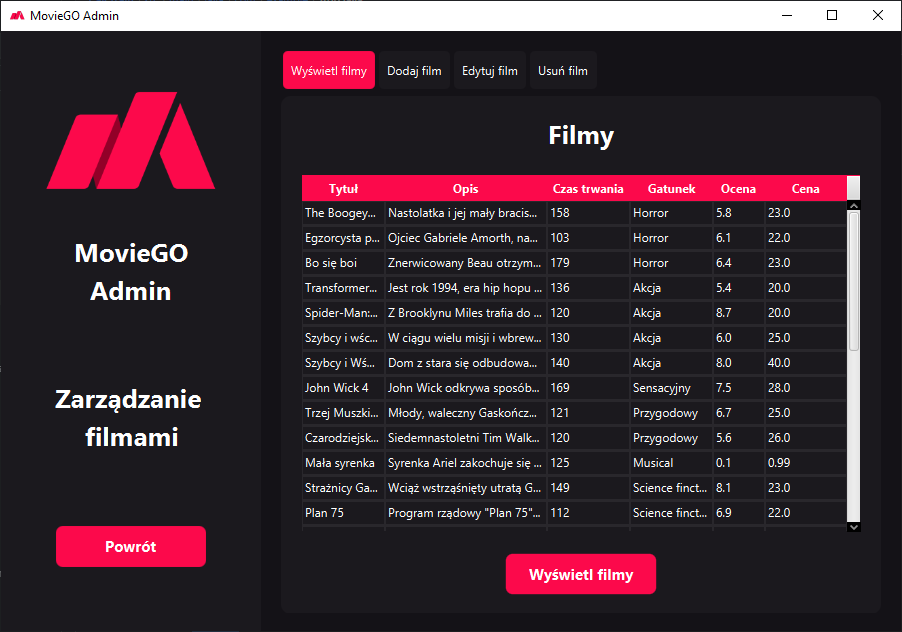 MovieGO Admin
MovieGO
Admin
Zarządzanie
filmami
Powrót
Wyświetl filmy Dodaj film Edytuj film Usuń film
Filmy
Tytuł Opis Czas trwania Gatunek Ocena Cena
The Boogey... Nastolatka i jej mały bracis... 158 Horror 5.8 23.0
Egzorcysta p... Ojciec Gabriele Amorth, na... 103 Horror 6.1 22.0
Bo się boi Znerwicowany Beau otrzym... 179 Horror 6.4 23.0
Transformer... Jest rok 1994, era hip hopu ... 136 Akcja 5.4 20.0
Spider-Man:... Z Brooklynu Miles trafia do ... 120 Akcja 8.7 20.0
Szybcy i wśc... W ciągu wielu misji i wbrew... 130 Akcja 6.0 25.0
Szybcy i Wś... Dom z stara się odbudowa... 140 Akcja 8.0 40.0
John Wick 4 John Wick odkrywa sposób... 169 Sensacyjny 7.5 28.0
Trzej Muszki... Młody, waleczny Gaskończ... 121 Przygodowy 6.7 25.0
Czarodziejsk... Siedemnastoletni Tim Walk... 120 Przygodowy 5.6 26.0
Mała syrenka Syrenka Ariel zakochuje się ... 125 Musical 0.1 0.99
Strażnicy Ga... Wciąż wstrząśnięty utratą G... 149 Science finct... 8.1 23.0
Plan 75 Program rządowy "Plan 75"... 112 Science finct... 6.9 22.0
Wyświetl filmy